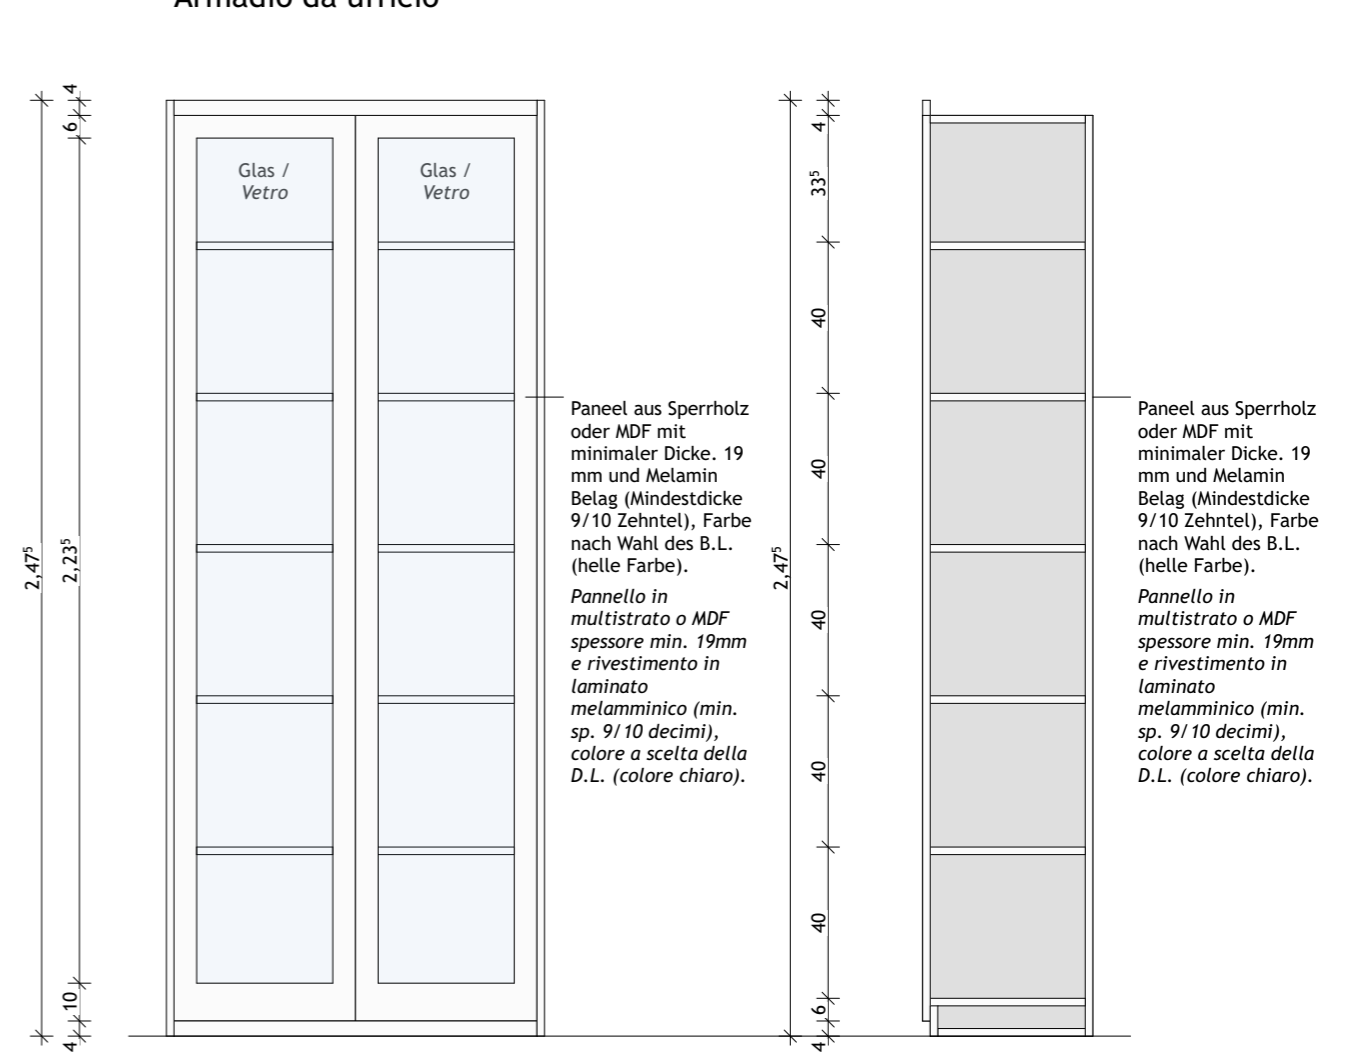 Armadio da ufficio
4
6
2,23⁵
2,47⁵
10
4
Glas /
Vetro
Glas /
Vetro
Paneel aus Sperrholz
oder MDF mit
minimaler Dicke. 19
mm und Melamin
Belag (Mindestdicke
9/10 Zehntel), Farbe
nach Wahl des B.L.
(helle Farbe).
Pannello in
multistrato o MDF
spessore min. 19mm
e rivestimento in
laminato
melamminico (min.
sp. 9/10 decimi),
colore a scelta della
D.L. (colore chiaro).
2,47⁵
4
33⁵
40
40
40
40
40
6
4
Paneel aus Sperrholz
oder MDF mit
minimaler Dicke. 19
mm und Melamin
Belag (Mindestdicke
9/10 Zehntel), Farbe
nach Wahl des B.L.
(helle Farbe).
Pannello in
multistrato o MDF
spessore min. 19mm
e rivestimento in
laminato
melamminico (min.
sp. 9/10 decimi),
colore a scelta della
D.L. (colore chiaro).